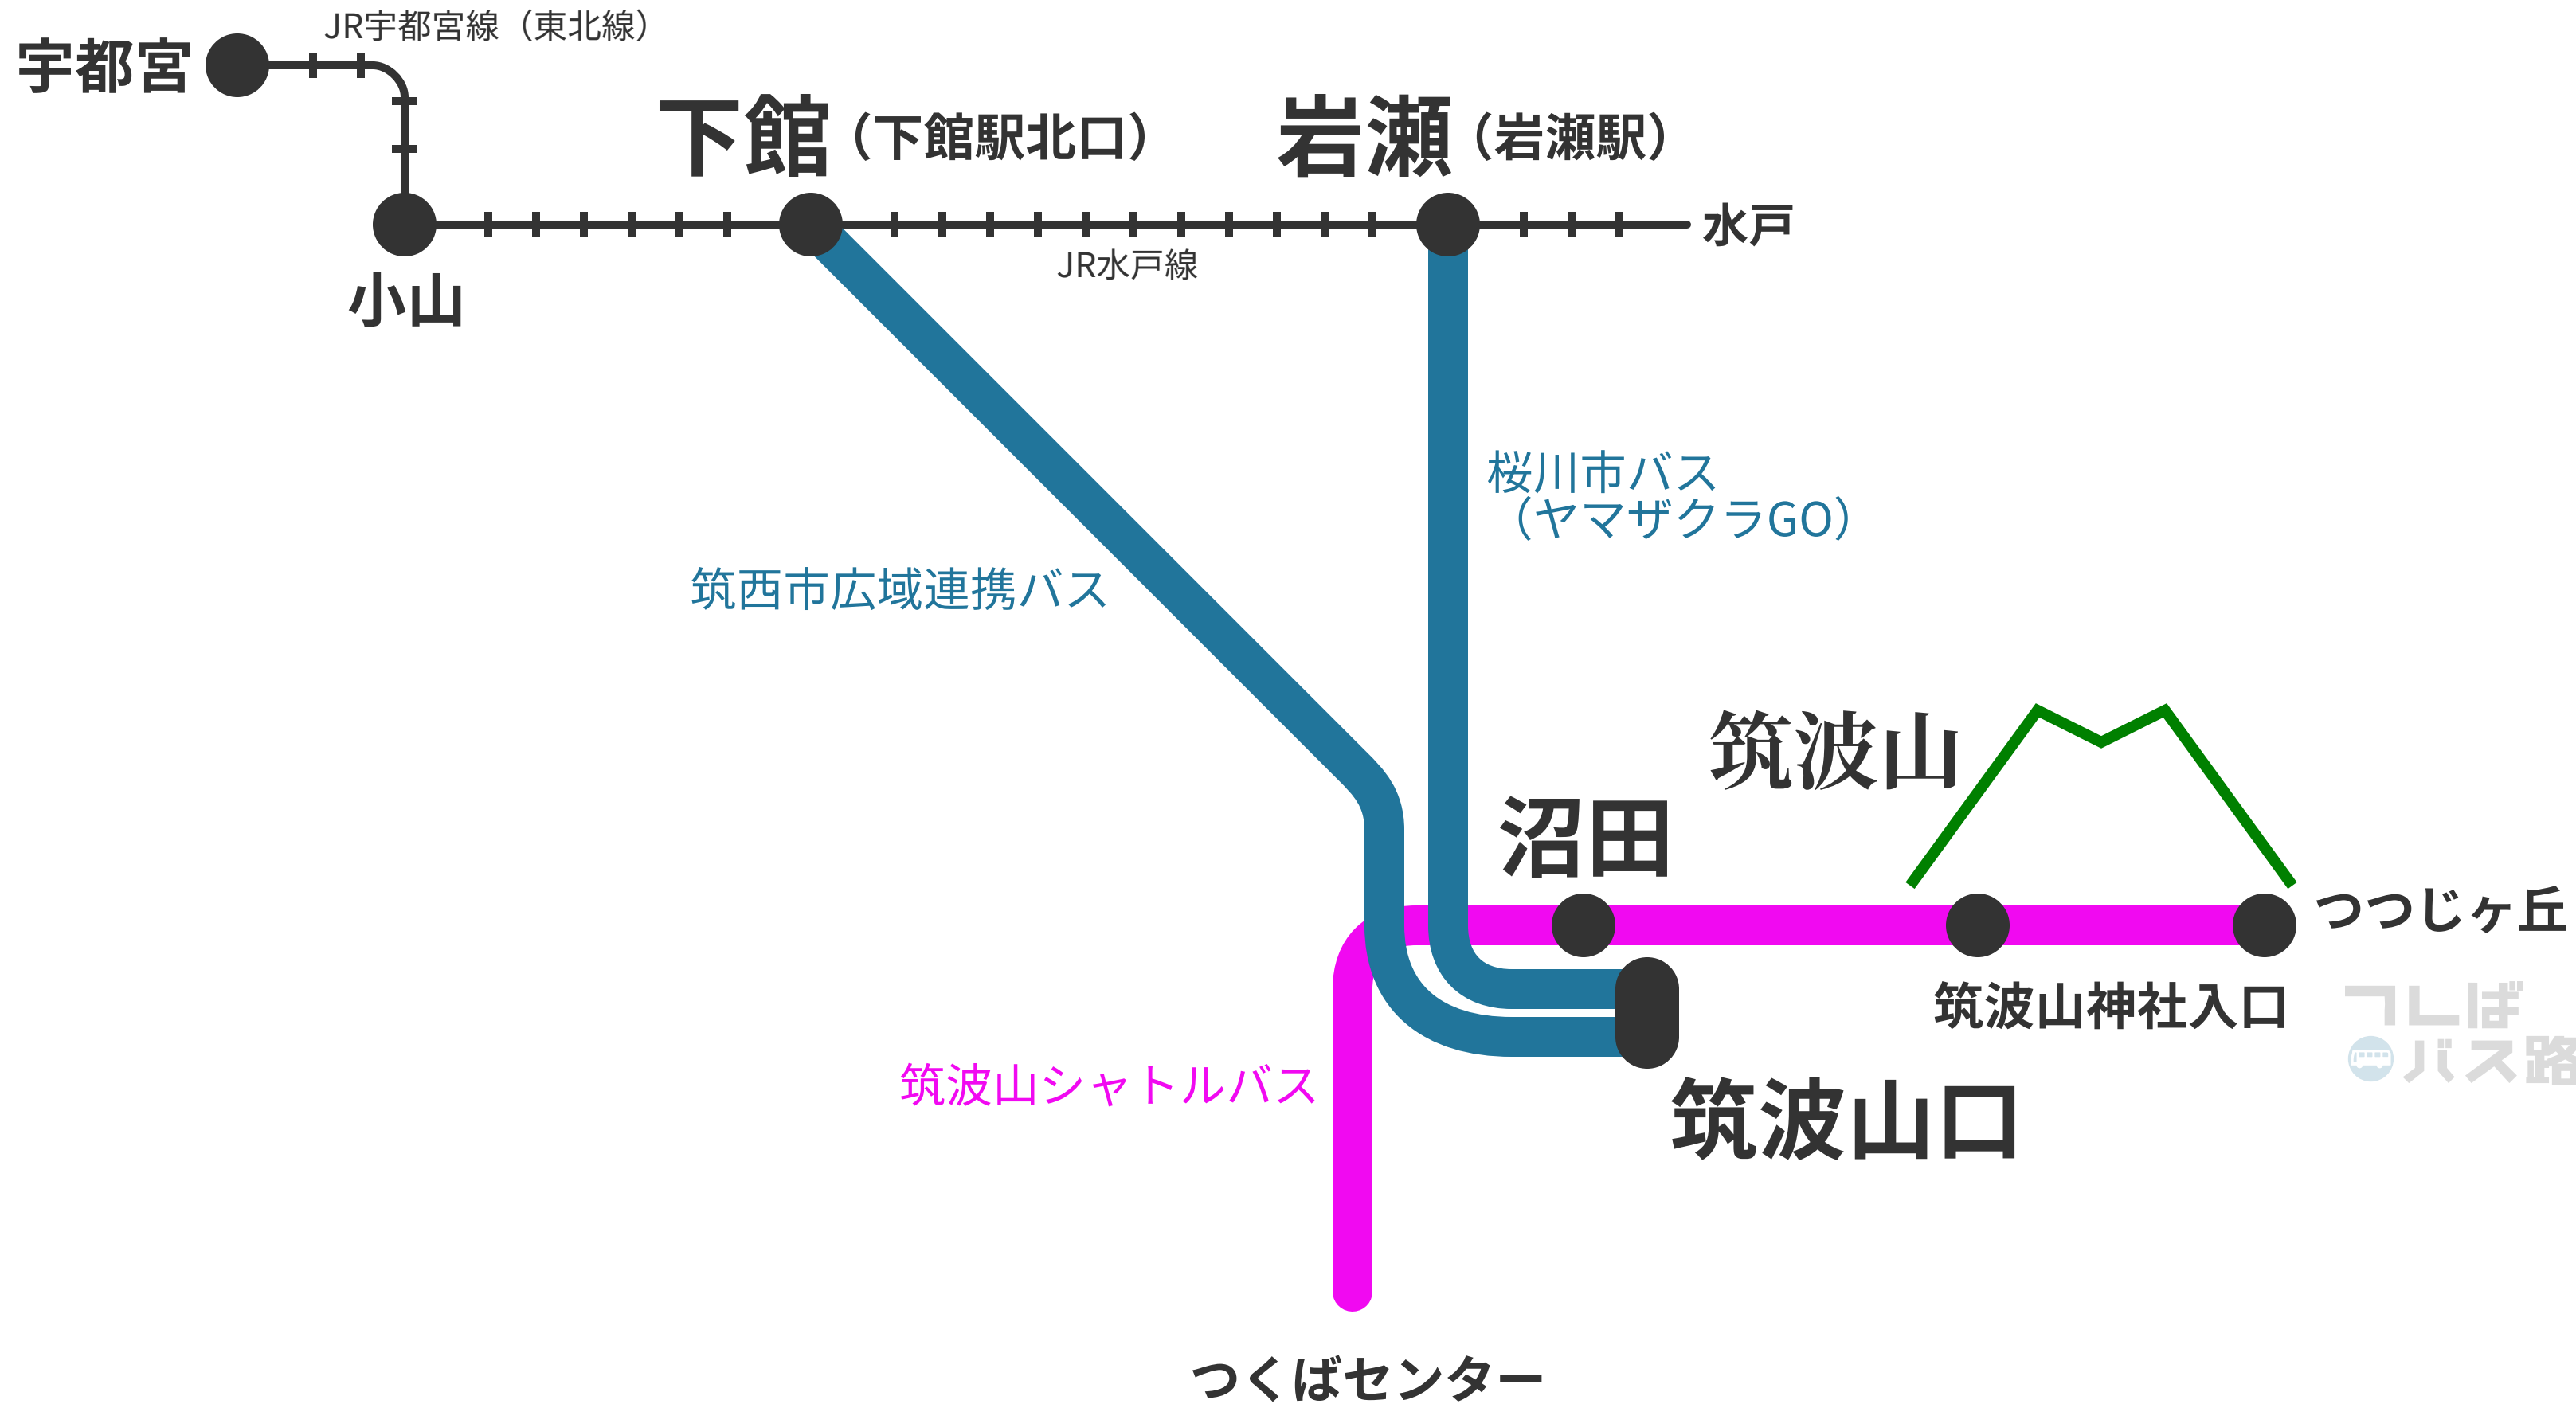 JR宇都宮線（東北線）
宇都宮
下館（下館駅北口）
岩瀬（岩瀬駅）
水戸
JR水戸線
小山
桜川市バス
（ヤマザクラGO）
筑西市広域連携バス
筑波山
沼田
つつじヶ丘
筑波山神社入口
つくば
バス路
筑波山シャトルバス
筑波山口
つくばセンター